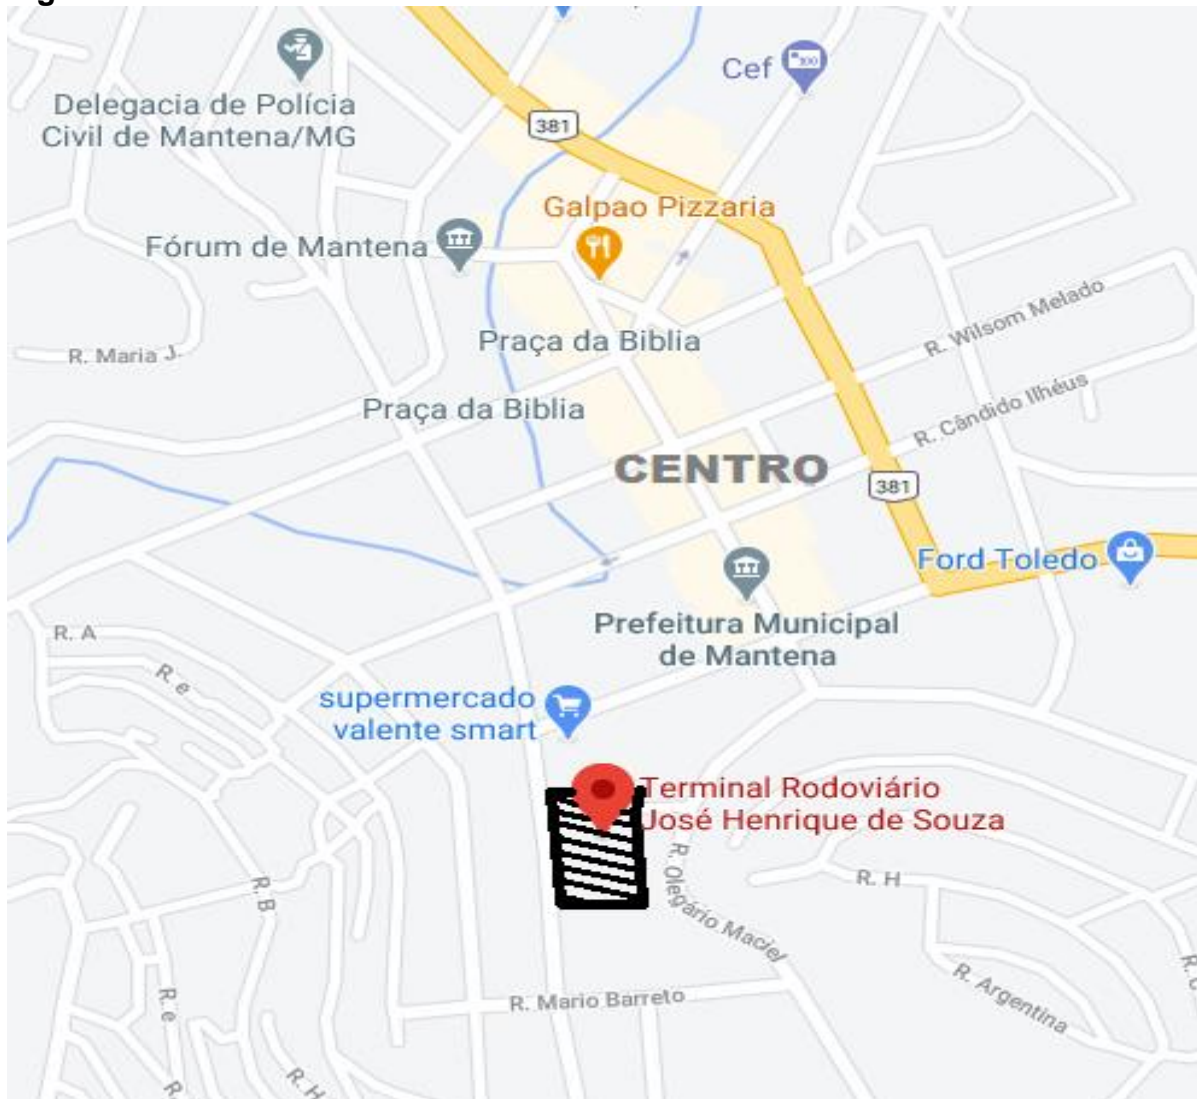 Cef
Delegacia de Polícia
Civil de Mantena/MG
381
Galpao Pizzaria
Fórum de Mantena
R. Wilsom Melado
Praça da Biblia
R. Maria J.
R. Cândido Ilhéus
Praça da Biblia
CENTRO
381
Ford Toledo
Prefeitura Municipal
de Mantena
R. A
R. e
supermercado
valente smart
Terminal Rodoviário
José Henrique de Souza
R. B
R. H
R. Olegário Maciel
R. Argentina
R. Mario Barreto
R. e
R. H